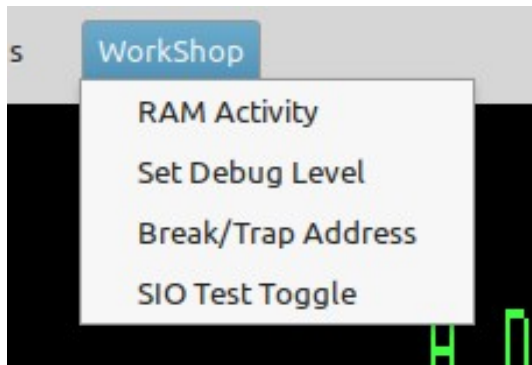 s WorkShop
RAM Activity
Set Debug Level
Break/Trap Address
SIO Test Toggle